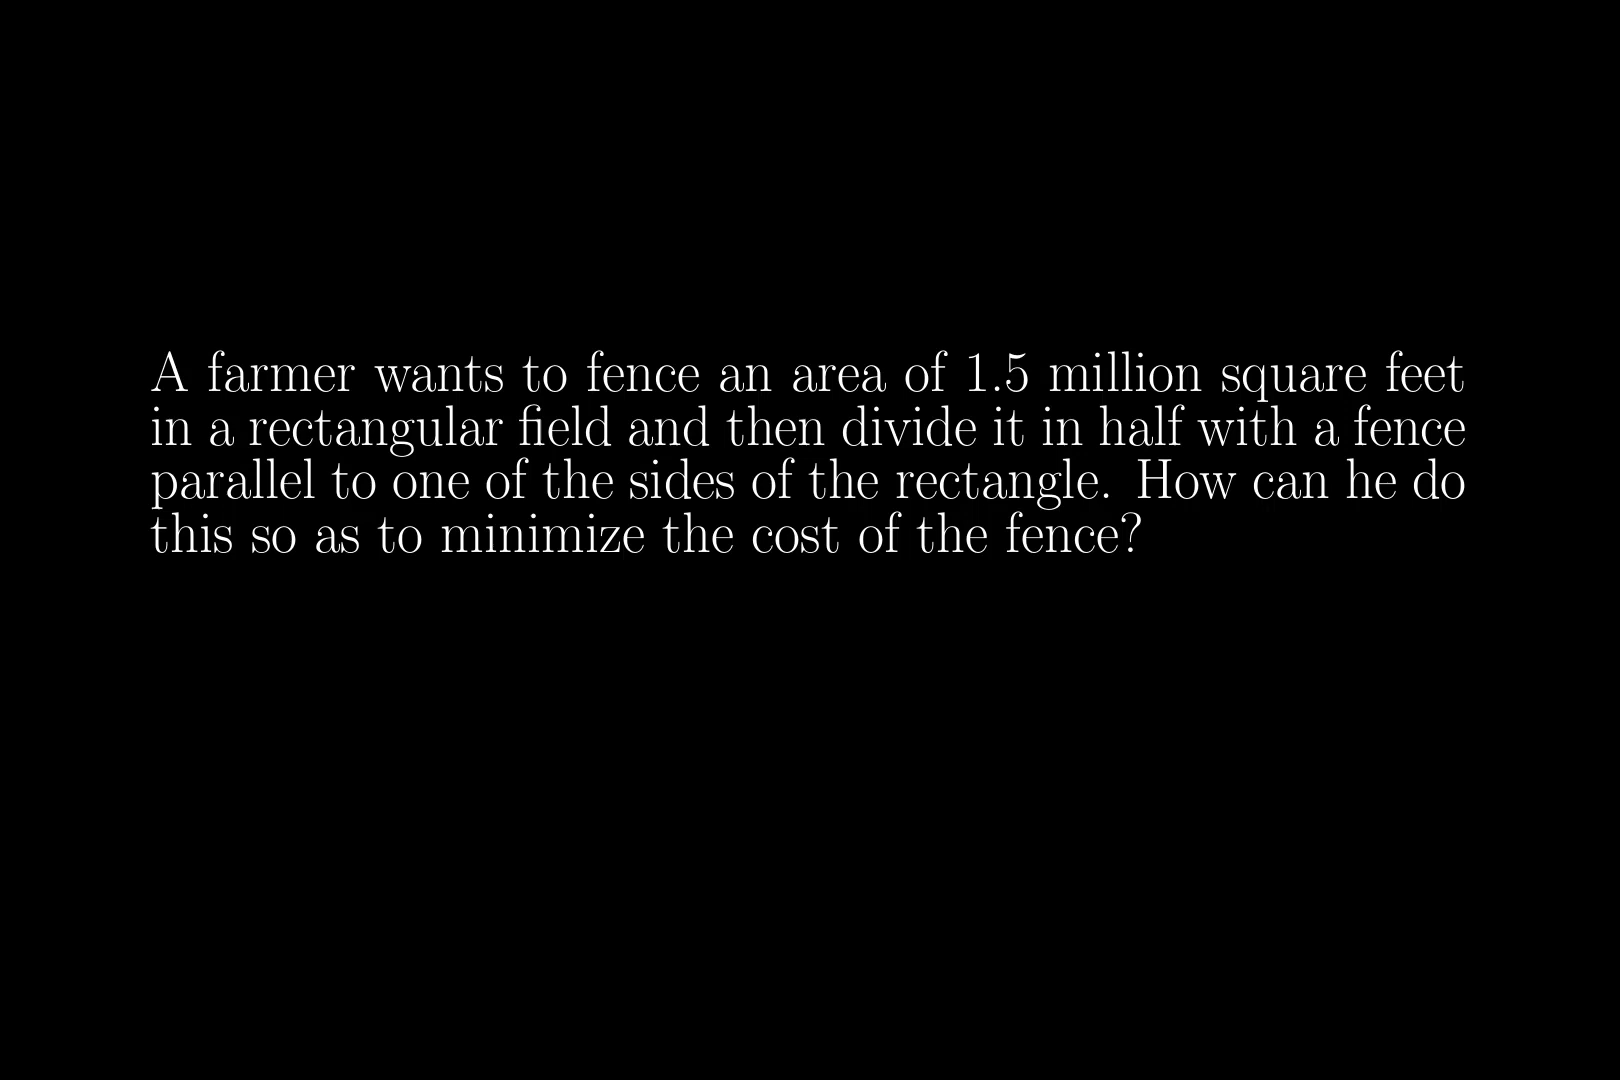 A farmer wants to fence an area of 1.5 million square feet
in a rectangular field and then divide it in half with a fence
parallel to one of the sides of the rectangle. How can he do
this so as to minimize the cost of the fence?